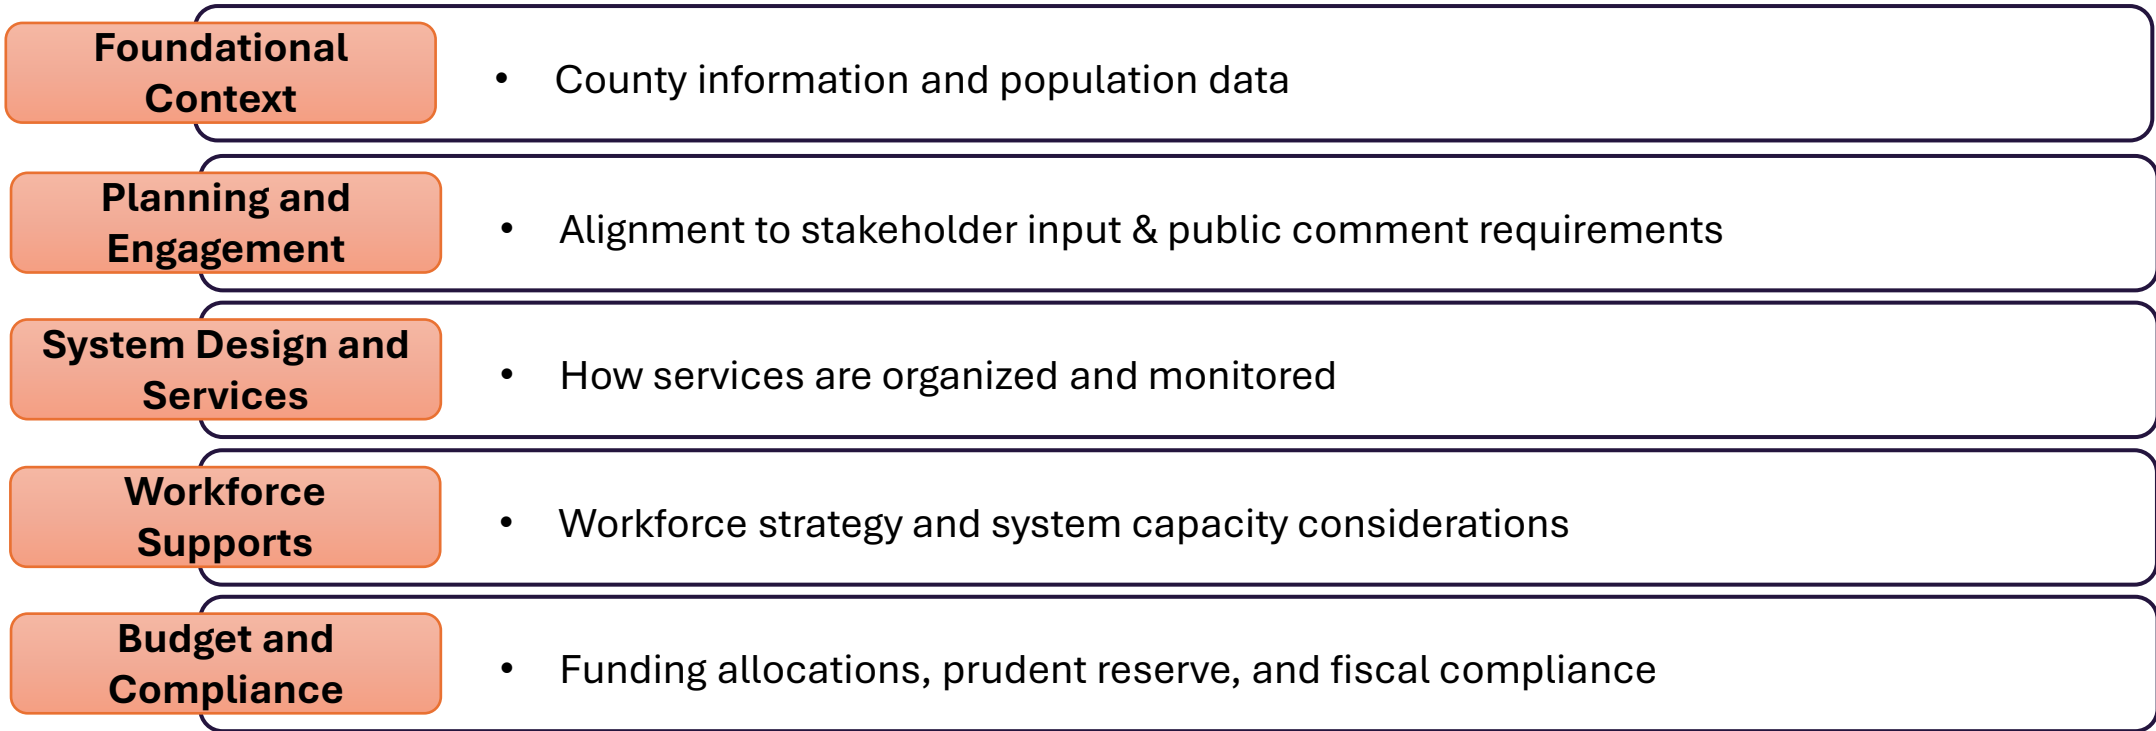 Foundational
Context
• County information and population data
Planning and
Engagement
• Alignment to stakeholder input & public comment requirements
System Design and
Services
• How services are organized and monitored
Workforce
Supports
• Workforce strategy and system capacity considerations
Budget and
Compliance
• Funding allocations, prudent reserve, and fiscal compliance